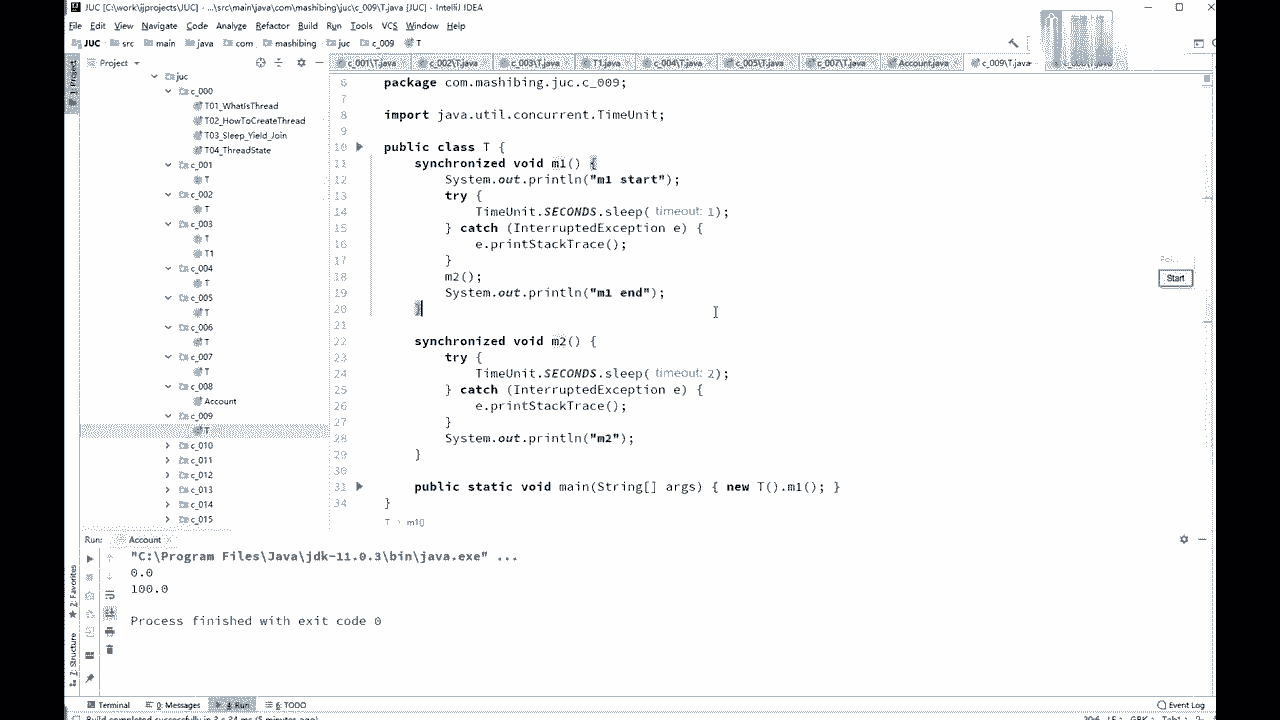 JUC [C:\work\ijprojects\JUC] - ...\src\main\java\com\mashibing\juc\c_009\T.java [JUC] - IntelliJ IDEA
File Edit View Navigate Code Analyze Refactor Build Run Tools VCS Window Help
JUC src main java com mashibing juc c_009 T
Project
c_001\T.java c_002\T.java c_003\T.java T1.java c_004\T.java c_005\T.java c_007\T.java Account.java c_009\T.java
1: Project
juc
c_000
T01_WhatIsThread
T02_HowToCreateThread
T03_Sleep_Yield_Join
T04_ThreadState
c_001
T
c_002
T
c_003
T
T1
c_004
T
c_005
T
c_006
T
c_007
T
c_008
Account
c_009
T
c_010
c_011
c_012
c_013
c_014
c_015
6 package com.mashibing.juc.c_009;
7
8 import java.util.concurrent.TimeUnit;
9
10 public class T {
11 synchronized void m1() {
12 System.out.println("m1 start");
13 try {
14 TimeUnit.SECONDS.sleep( timeout: 1);
15 } catch (InterruptedException e) {
16 e.printStackTrace();
17 }
18 m2();
19 System.out.println("m1 end");
20 }
21
22 synchronized void m2() {
23 try {
24 TimeUnit.SECONDS.sleep( timeout: 2);
25 } catch (InterruptedException e) {
26 e.printStackTrace();
27 }
28 System.out.println("m2");
29 }
30
31 public static void main(String[] args) { new T().m1(); }
34 }
T › m1()
Start
Run: Account
"C:\Program Files\Java\jdk-11.0.3\bin\java.exe" ...
0.0
100.0
Process finished with exit code 0
2: Favorites
7: Structure
Terminal 0: Messages 4: Run 6: TODO
Event Log
Build completed successfully in 3 s 34 ms (5 minutes ago)